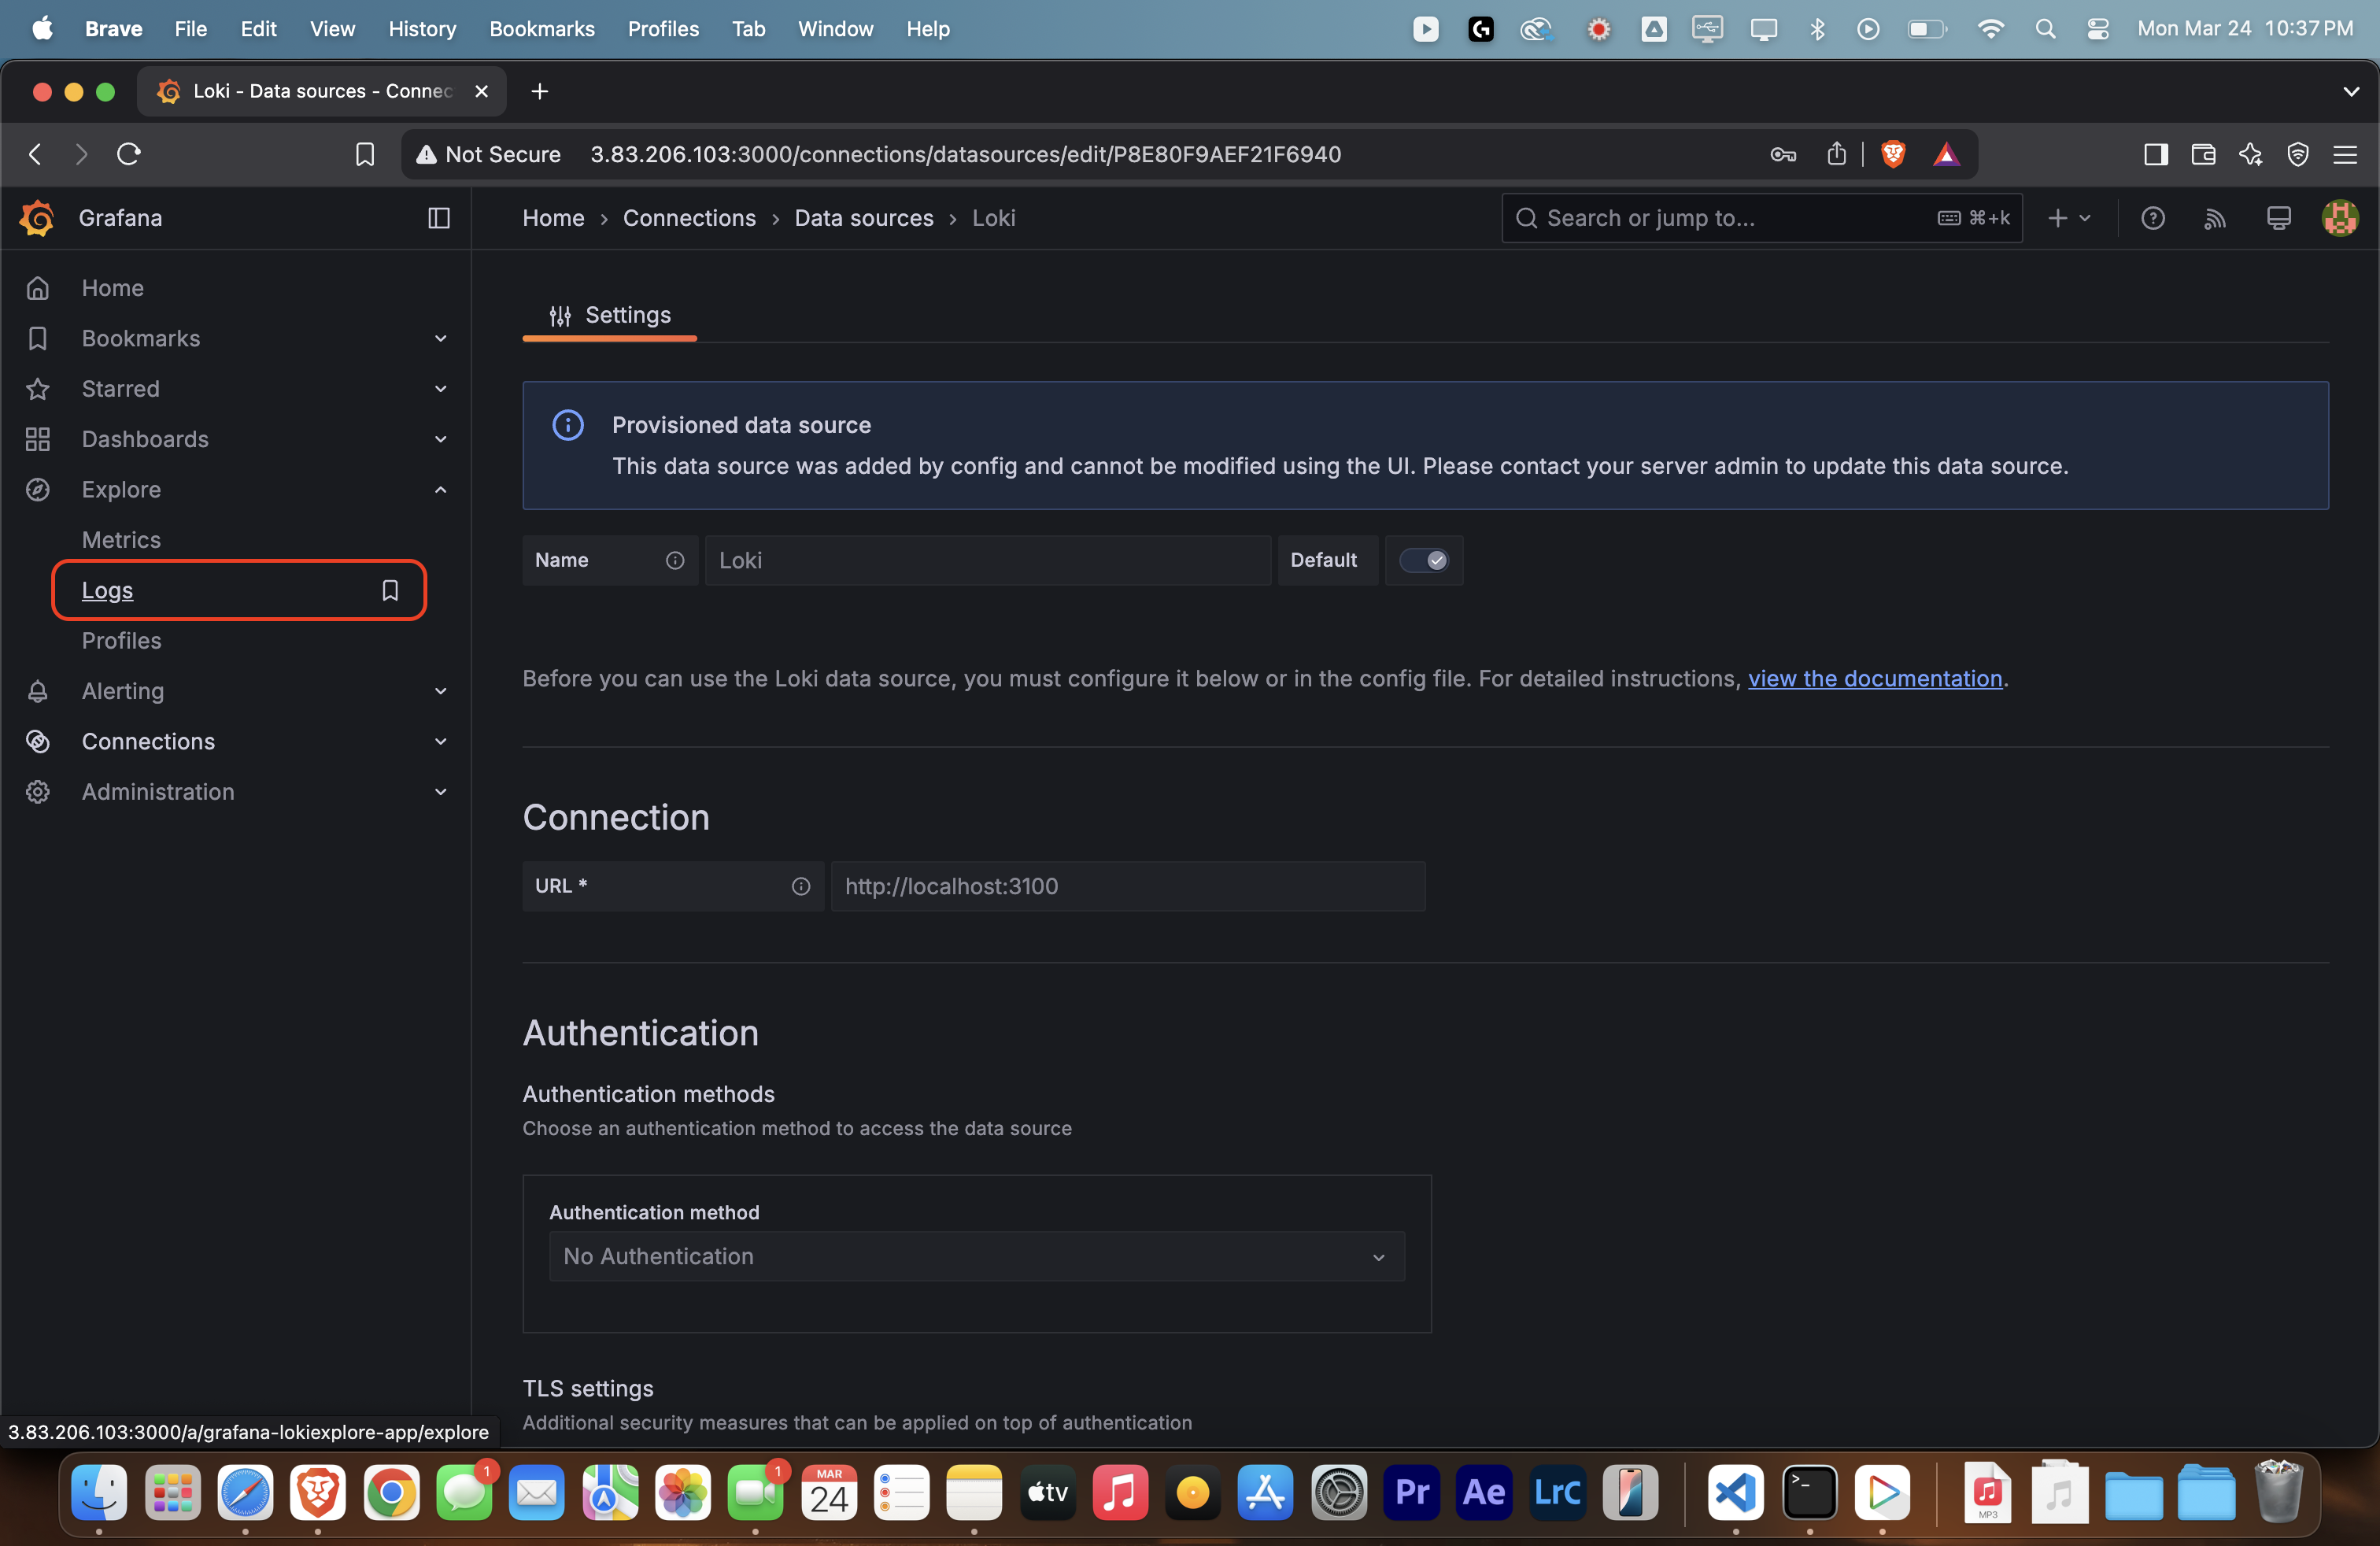 Brave File Edit View History Bookmarks Profiles Tab Window Help Mon Mar 24 10:37 PM
Loki - Data sources - Connec
Not Secure 3.83.206.103:3000/connections/datasources/edit/P8E80F9AEF21F6940
Grafana
Home › Connections › Data sources › Loki
Search or jump to... ⌘+k
Home
Bookmarks
Starred
Dashboards
Explore
Metrics
Logs
Profiles
Alerting
Connections
Administration
Settings
Provisioned data source
This data source was added by config and cannot be modified using the UI. Please contact your server admin to update this data source.
Name Loki Default
Before you can use the Loki data source, you must configure it below or in the config file. For detailed instructions, view the documentation.
Connection
URL * http://localhost:3100
Authentication
Authentication methods
Choose an authentication method to access the data source
Authentication method
No Authentication
TLS settings
Additional security measures that can be applied on top of authentication
3.83.206.103:3000/a/grafana-lokiexplore-app/explore
1 1 MAR 24 tv Pr Ae LrC MP3